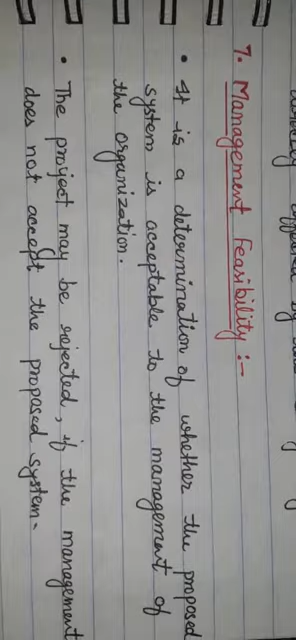 7. Management Feasibility :-
• It is a determination of whether the proposed
system is acceptable to the management of
the organization.
• The project may be rejected, if the management
does not accept the proposed system.